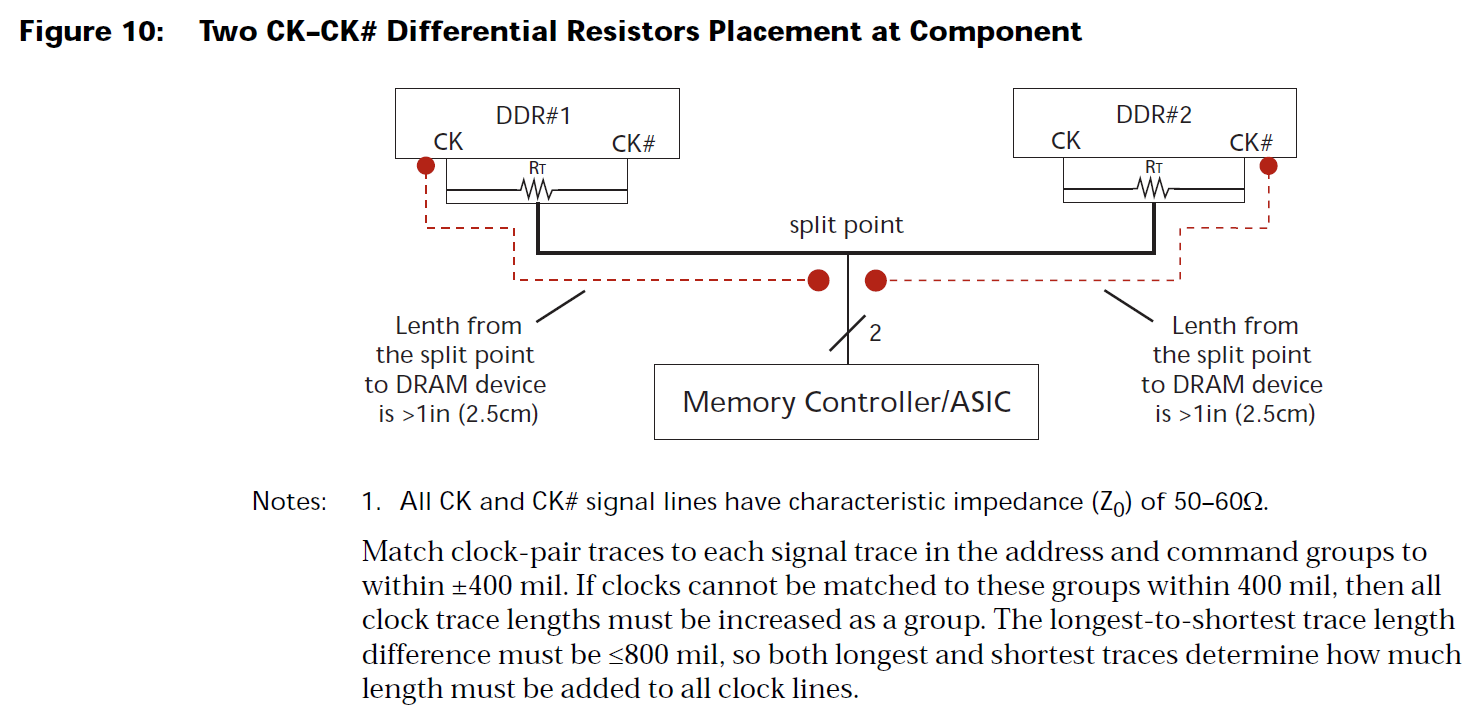 Figure 10: Two CK–CK# Differential Resistors Placement at Component
DDR#1
CK
CK#
RT
DDR#2
CK
CK#
RT
split point
2
Lenth from
the split point
to DRAM device
is >1in (2.5cm)
Lenth from
the split point
to DRAM device
is >1in (2.5cm)
Memory Controller/ASIC
Notes: 1. All CK and CK# signal lines have characteristic impedance (Z0) of 50–60Ω.
Match clock-pair traces to each signal trace in the address and command groups to
within ±400 mil. If clocks cannot be matched to these groups within 400 mil, then all
clock trace lengths must be increased as a group. The longest-to-shortest trace length
difference must be ≤800 mil, so both longest and shortest traces determine how much
length must be added to all clock lines.